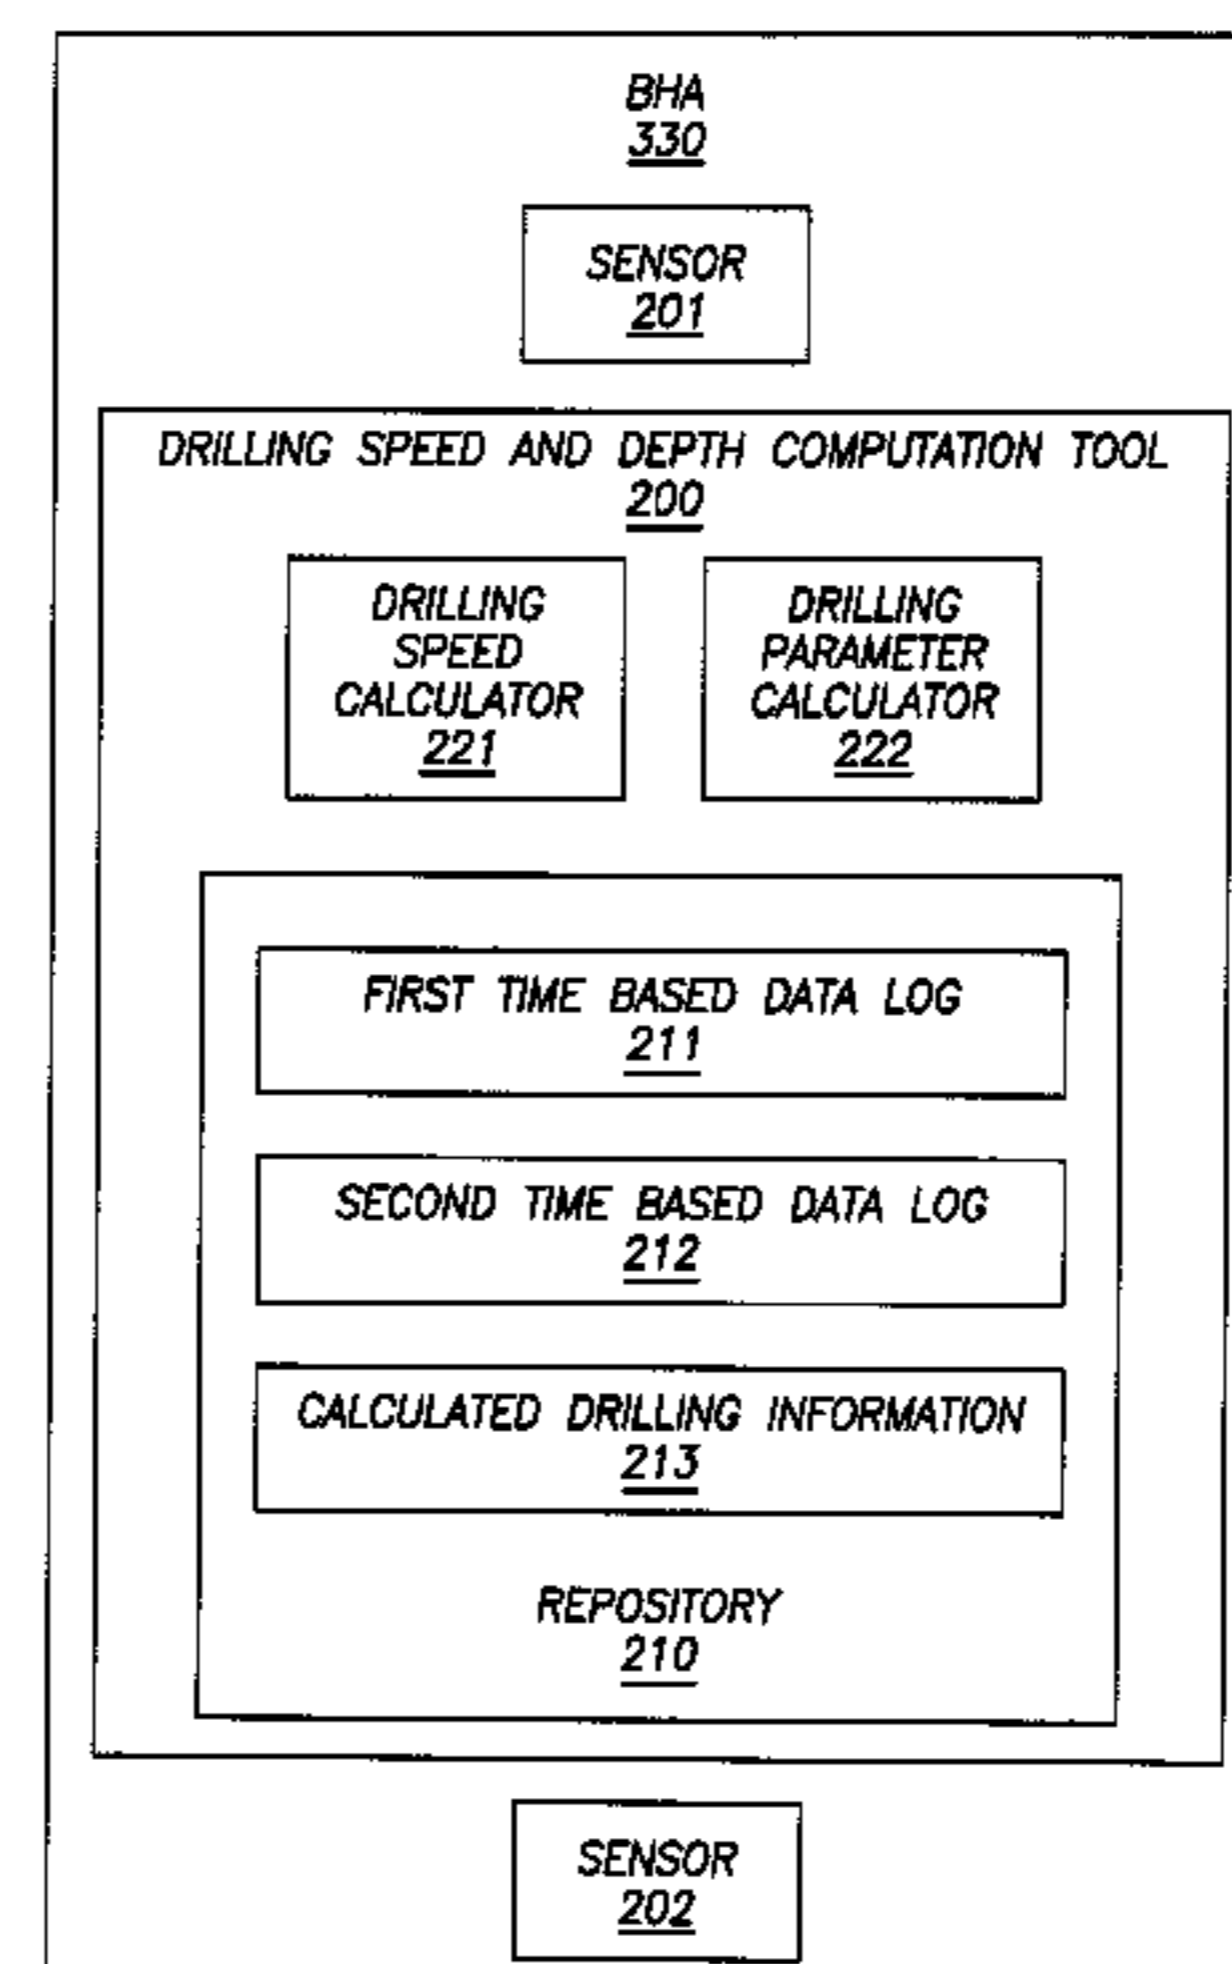 BHA
330
SENSOR
201
DRILLING SPEED AND DEPTH COMPUTATION TOOL
200
DRILLING
SPEED
CALCULATOR
221
DRILLING
PARAMETER
CALCULATOR
222
FIRST TIME BASED DATA LOG
211
SECOND TIME BASED DATA LOG
212
CALCULATED DRILLING INFORMATION
213
REPOSITORY
210
SENSOR
202